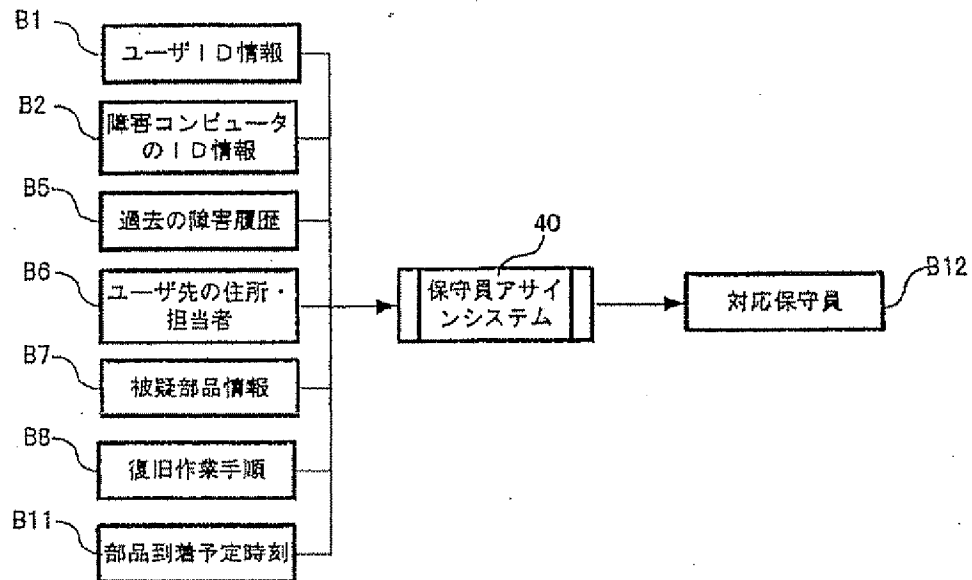 B1
ユーザID情報
B2
障害コンピュータ
のID情報
B5
過去の障害履歴
B6
ユーザ先の住所・
担当者
B7
被疑部品情報
B8
復旧作業手順
B11
部品到着予定時刻
40
保守員アサイ
ンシステム
B12
対応保守員